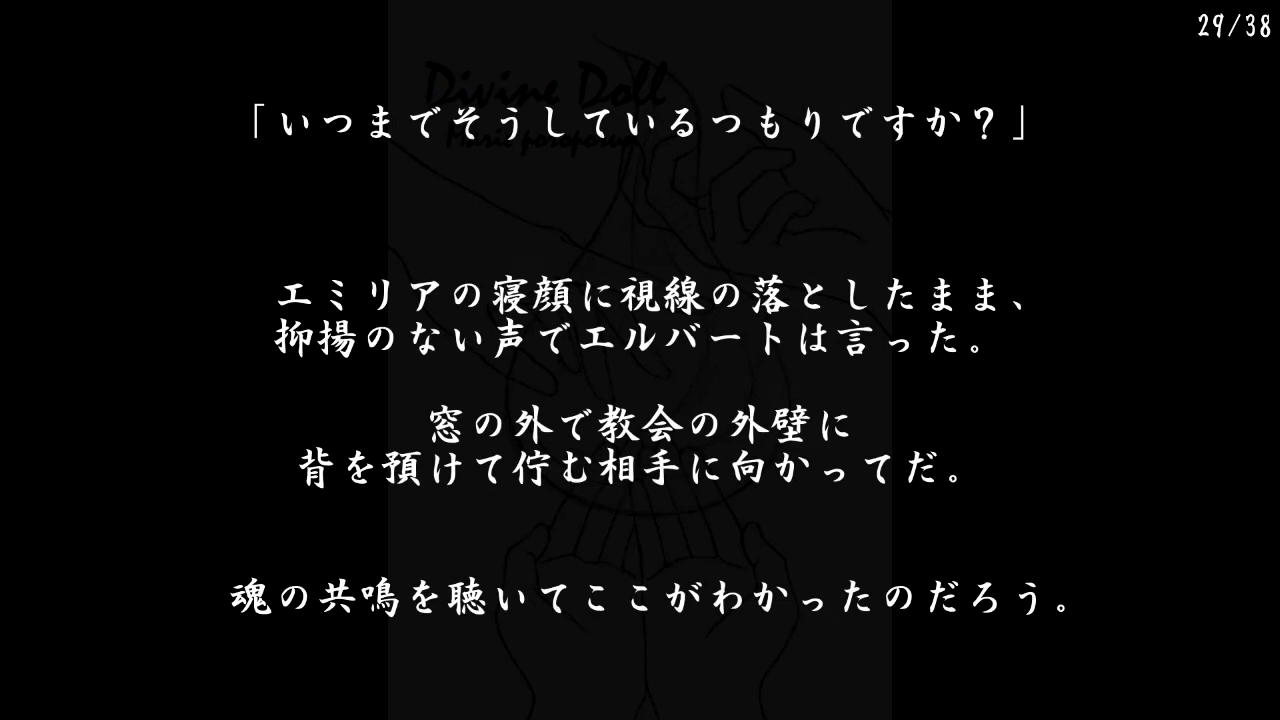 29/38
Divine Doll
「いつまでそうしているつもりですか？」
エミリアの寝顔に視線の落としたまま、
抑揚のない声でエルバートは言った。
窓の外で教会の外壁に
背を預けて佇む相手に向かってだ。
魂の共鳴を聴いてここがわかったのだろう。